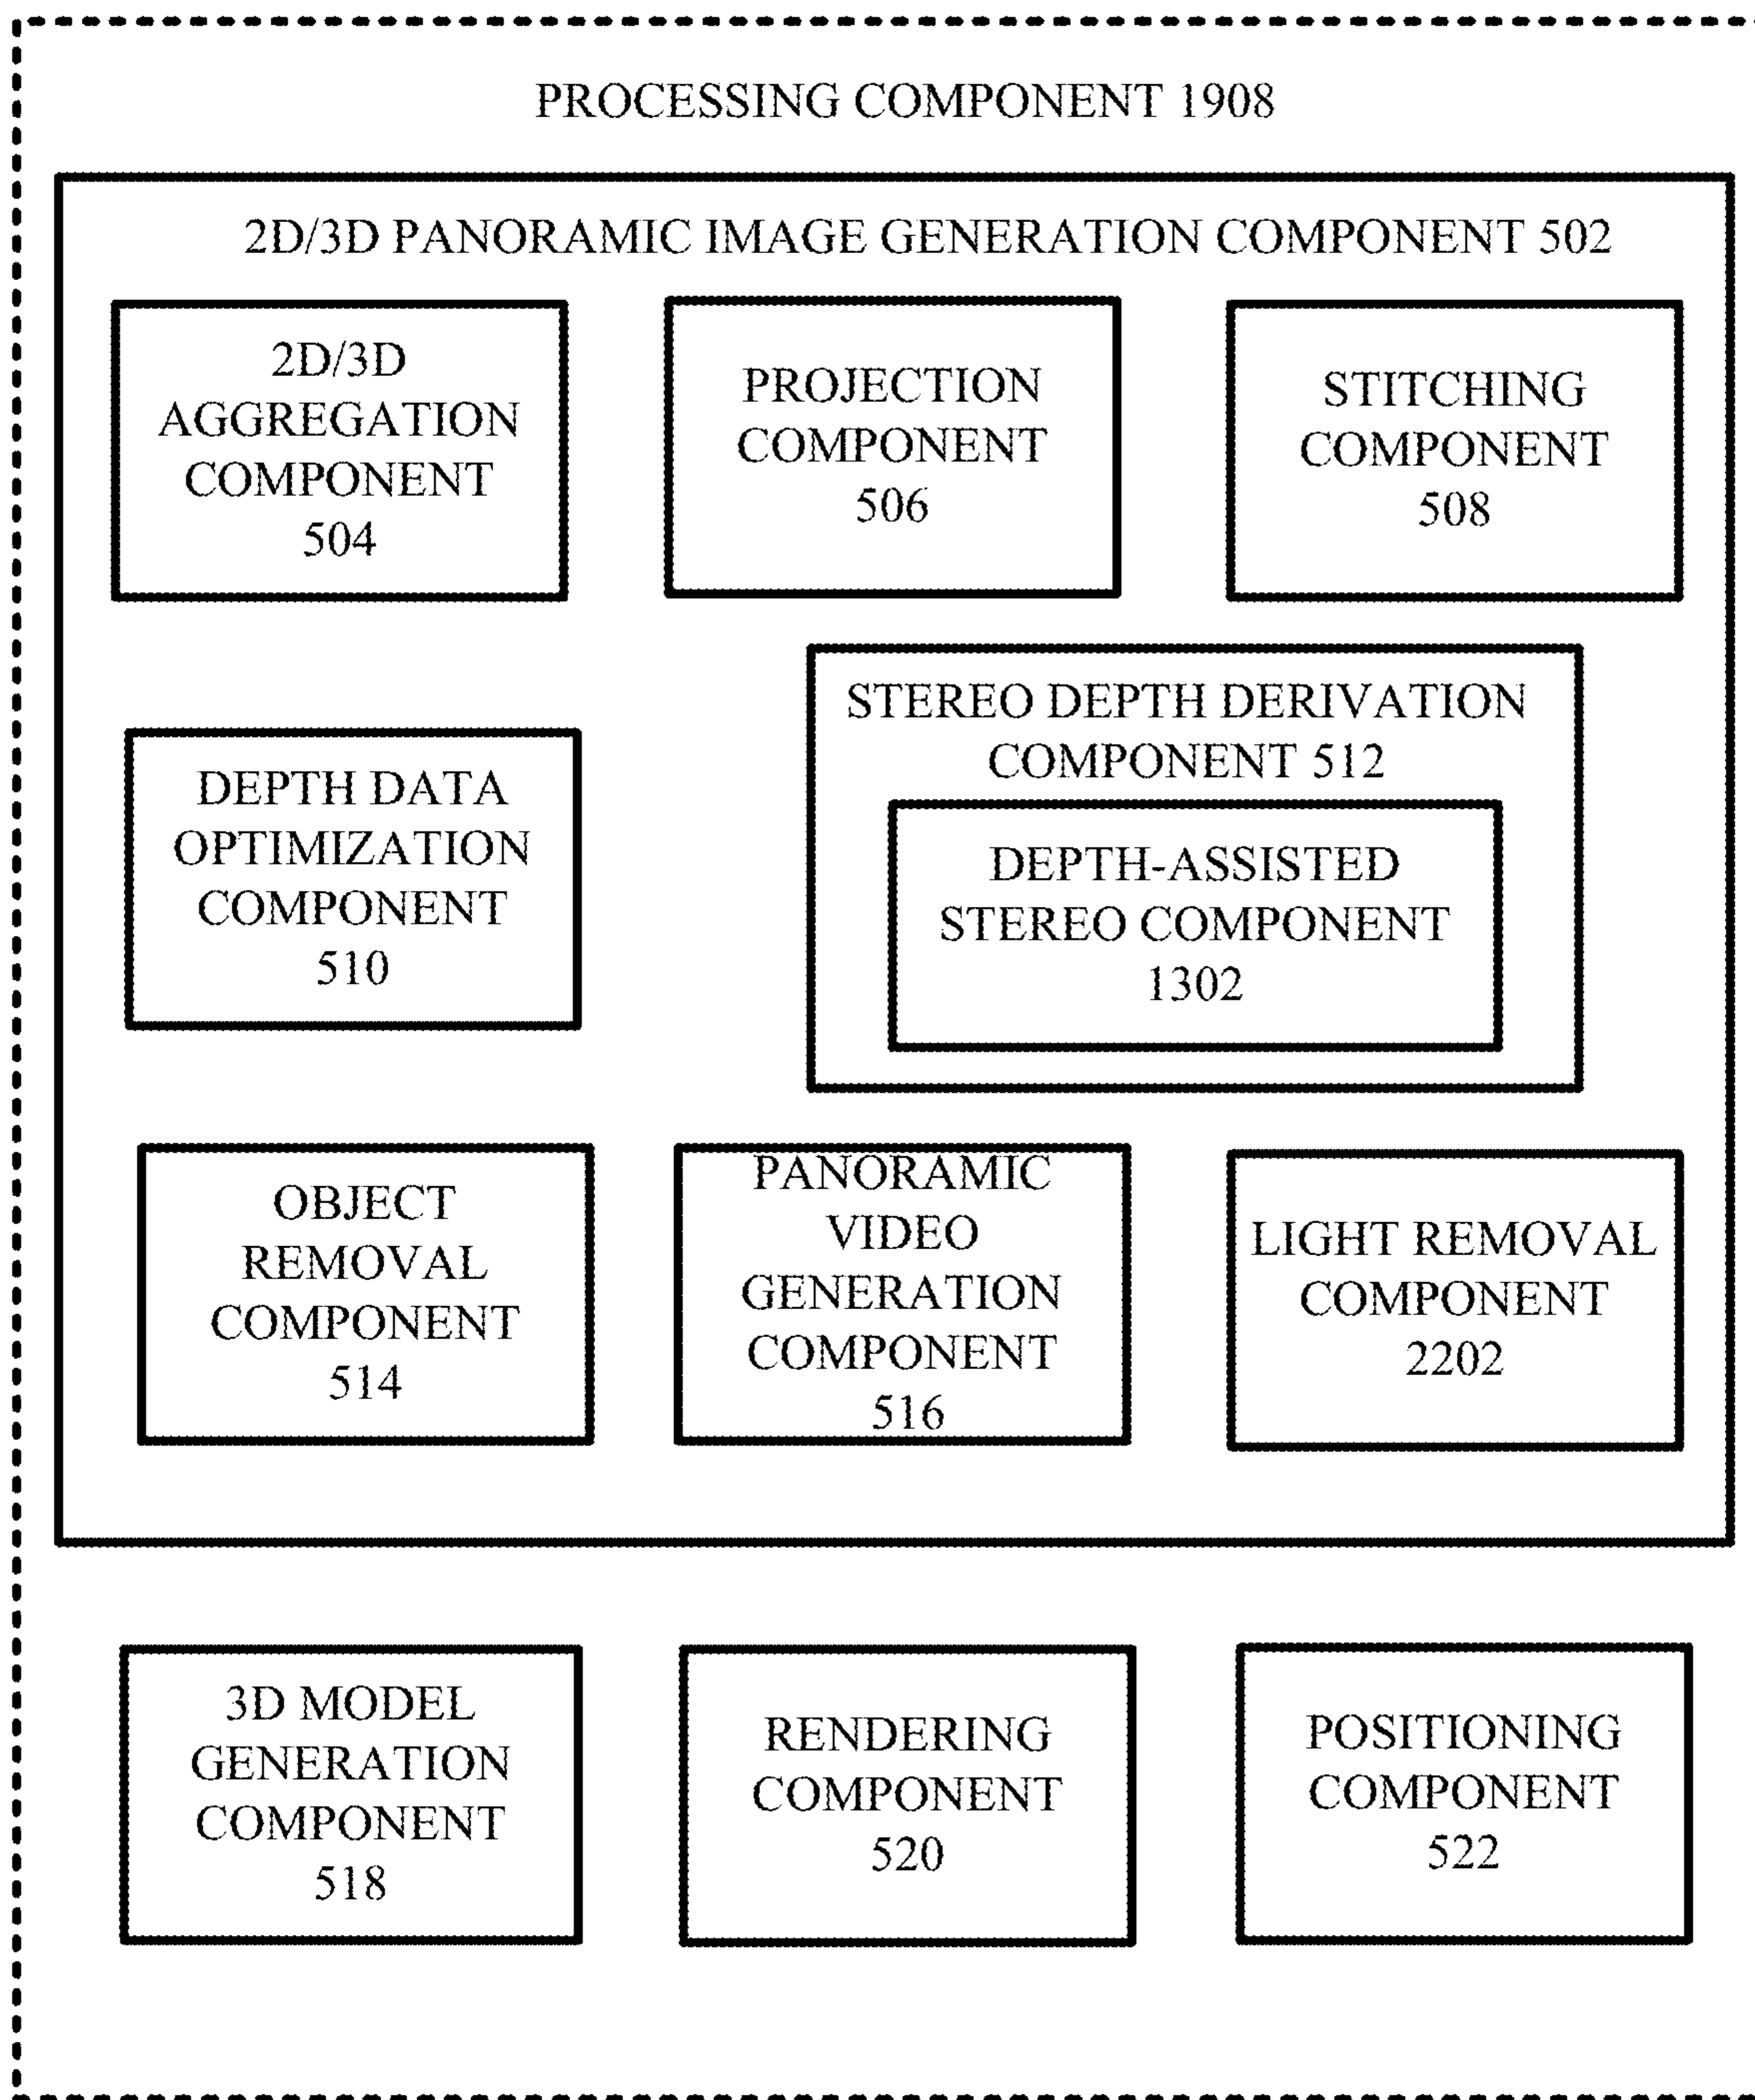 PROCESSING COMPONENT 1908
2D/3D PANORAMIC IMAGE GENERATION COMPONENT 502
2D/3D
AGGREGATION
COMPONENT
504
PROJECTION
COMPONENT
506
STITCHING
COMPONENT
508
DEPTH DATA
OPTIMIZATION
COMPONENT
510
STEREO DEPTH DERIVATION
COMPONENT 512
DEPTH-ASSISTED
STEREO COMPONENT
1302
OBJECT
REMOVAL
COMPONENT
514
PANORAMIC
VIDEO
GENERATION
COMPONENT
516
LIGHT REMOVAL
COMPONENT
2202
3D MODEL
GENERATION
COMPONENT
518
RENDERING
COMPONENT
520
POSITIONING
COMPONENT
522